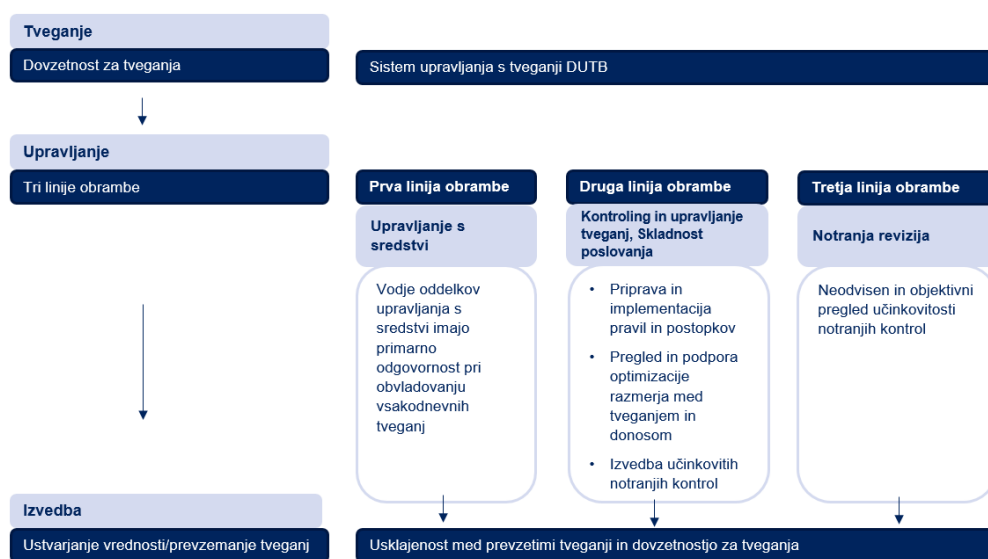 Tveganje
Dovzetnost za tveganja
Sistem upravljanja s tveganji DUTB
Upravljanje
Tri linije obrambe
Prva linija obrambe
Upravljanje s
sredstvi
Vodje oddelkov
upravljanja s
sredstvi imajo
primarno
odgovornost pri
obvladovanju
vsakodnevnih
tveganj
Druga linija obrambe
Kontroling in upravljanje
tveganj, Skladnost
poslovanja
• Priprava in
implementacija
pravil in postopkov
• Pregled in podpora
optimizacije
razmerja med
tveganjem in
donosom
• Izvedba učinkovitih
notranjih kontrol
Tretja linija obrambe
Notranja revizija
Neodvisen in objektivni
pregled učinkovitosti
notranjih kontrol
Izvedba
Ustvarjanje vrednosti/prevzemanje tveganj
Usklajenost med prevzetimi tveganji in dovzetnostjo za tveganja